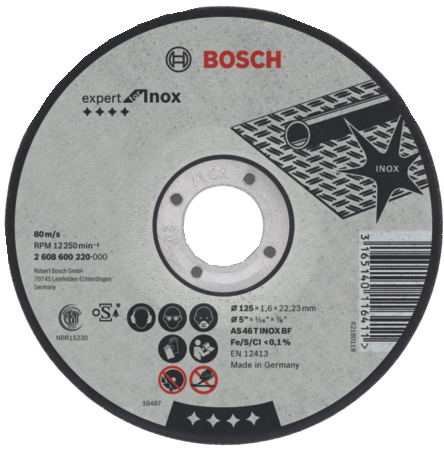 BOSCH
expert for Inox
INOX
80 m/s
RPM 12 250 min⁻¹
2 608 600 220-000
Robert Bosch GmbH
70745 Leinfelden-Echterdingen
Germany
oSa
NBR15230
Ø 125 × 1,6 × 22,23 mm
Ø 5" × 1/16" × 7/8"
AS 46 T INOX BF
Fe/S/Cl <0,1%
EN 12413
Made in Germany
10487
3 165140 116411 >